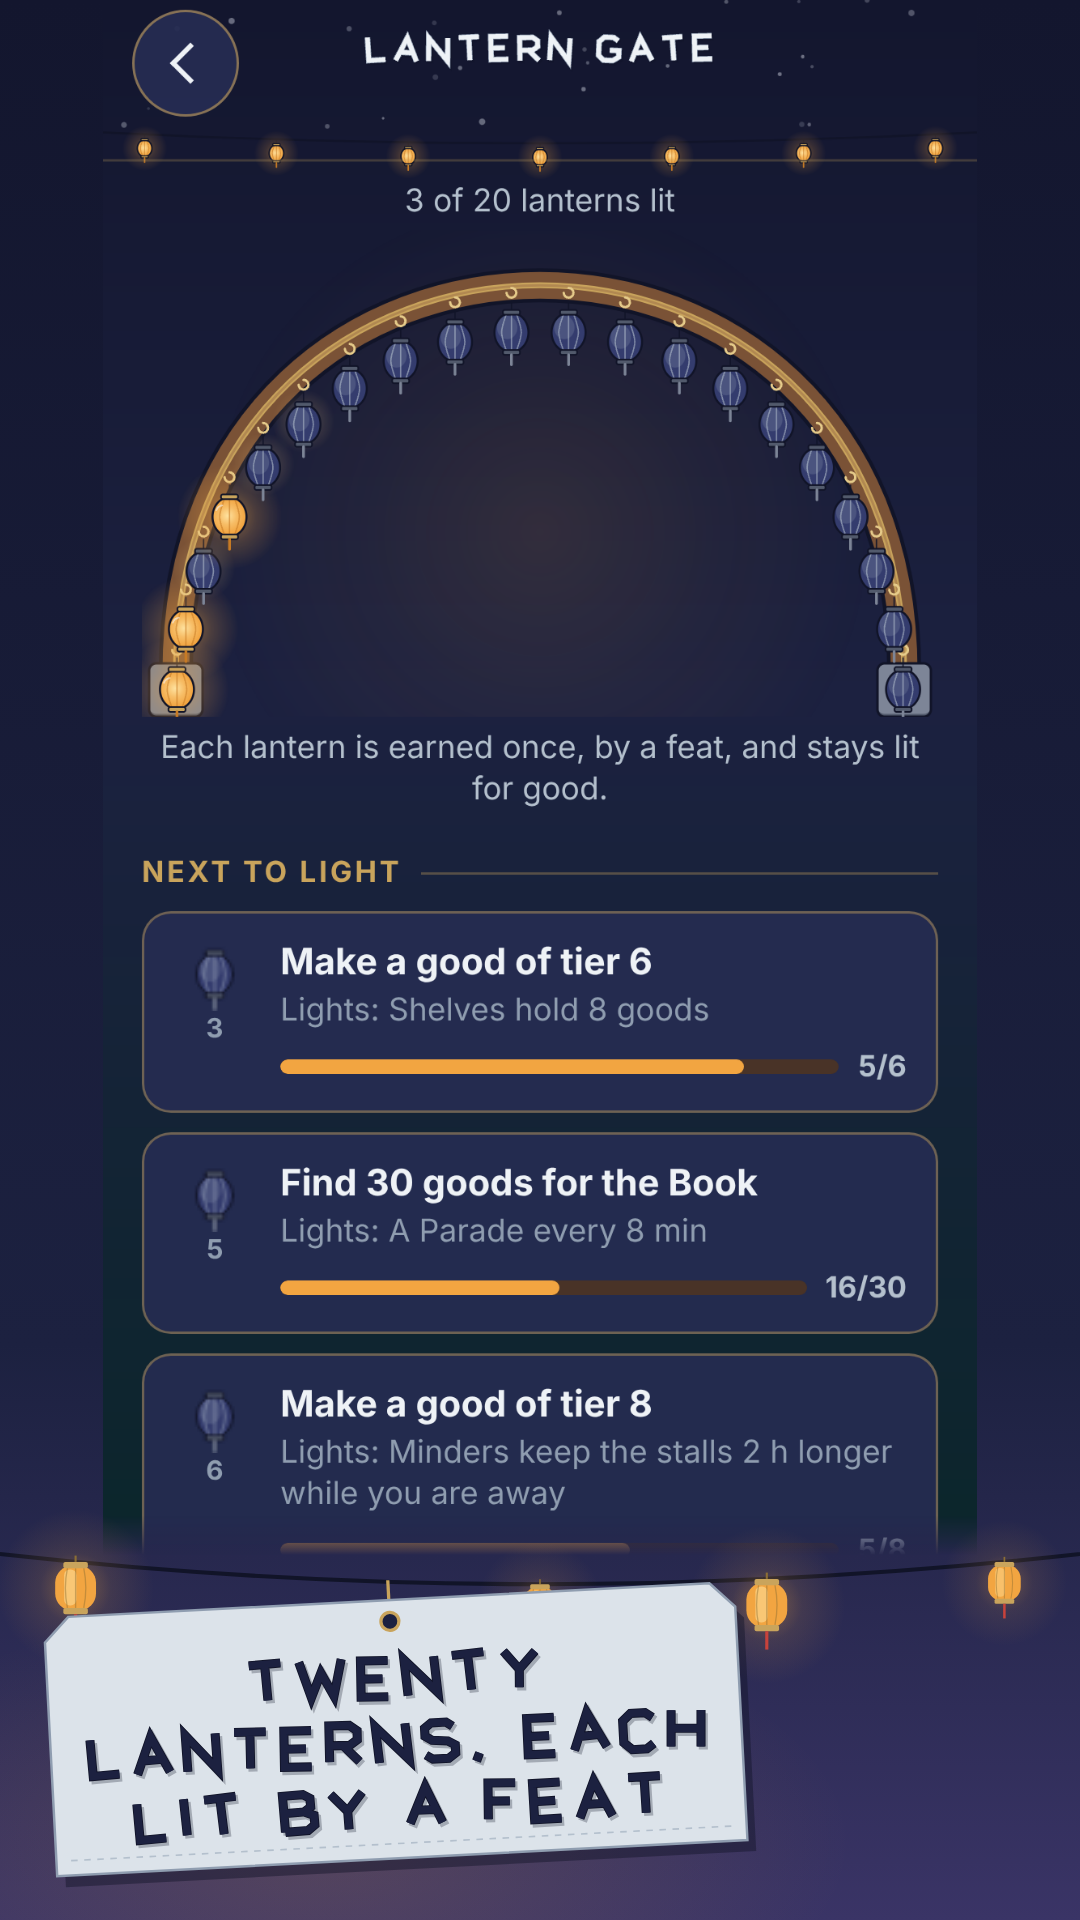 LANTERN GATE
3 of 20 lanterns lit
Each lantern is earned once, by a feat, and stays lit
for good.
NEXT TO LIGHT
Make a good of tier 6
Lights: Shelves hold 8 goods
3
5/6
Find 30 goods for the Book
Lights: A Parade every 8 min
5
16/30
Make a good of tier 8
Lights: Minders keep the stalls 2 h longer
while you are away
6
5/8
TWENTY
LANTERNS, EACH
LIT BY A FEAT